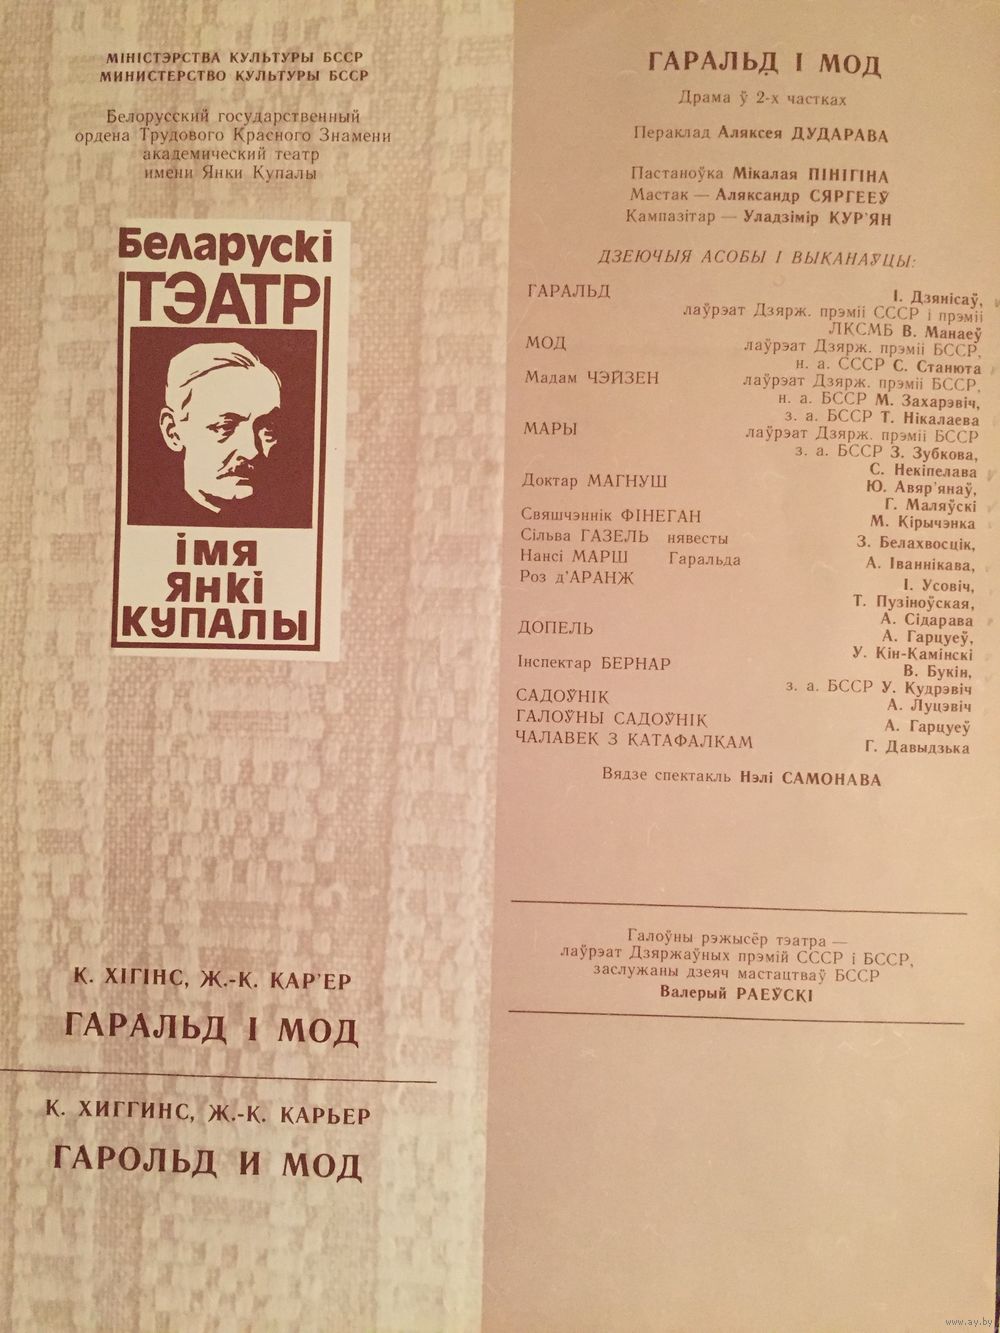 МІНІСТЭРСТВА КУЛЬТУРЫ БССР
МИНИСТЕРСТВО КУЛЬТУРЫ БССР
Белорусский государственный
ордена Трудового Красного Знамени
академический театр
имени Янки Купалы
Беларускі
ТЭАТР
імя
Янкі
Купалы
К. ХІГІНС, Ж.-К. КАР'ЕР
ГАРАЛЬД І МОД
К. ХИГГИНС, Ж.-К. КАРЬЕР
ГАРОЛЬД И МОД
ГАРАЛЬД І МОД
Драма ў 2-х частках
Пераклад Аляксея ДУДАРАВА
Пастаноўка Мікалая ПІНІГІНА
Мастак — Аляксандр СЯРГЕЕЎ
Кампазітар — Уладзімір КУР'ЯН
ДЗЕЮЧЫЯ АСОБЫ І ВЫКАНАЎЦЫ:
ГАРАЛЬД І. Дзянісаў,
лаўрэат Дзярж. прэміі СССР і прэміі
ЛКСМБ В. Манаеў
МОД лаўрэат Дзярж. прэміі БССР,
н. а. СССР С. Станюта
Мадам ЧЭЙЗЕН лаўрэат Дзярж. прэміі БССР,
н. а. БССР М. Захарэвіч,
з. а. БССР Т. Нікалаева
МАРЫ лаўрэат Дзярж. прэміі БССР
з. а. БССР З. Зубкова,
С. Некіпелава
Доктар МАГНУШ Ю. Авяр'янаў,
Г. Маляўскі
Свяшчэннік ФІНЕГАН М. Кірычэнка
Сільва ГАЗЕЛЬ нявесты З. Белахвосцік,
Нансі МАРШ Гаральда А. Іваннікава,
Роз д'АРАНЖ І. Усовіч,
Т. Пузіноўская,
А. Сідарава
ДОПЕЛЬ А. Гарцуеў,
У. Кін-Камінскі
Інспектар БЕРНАР В. Букін,
з. а. БССР У. Кудрэвіч
САДОЎНІК А. Луцэвіч
ГАЛОЎНЫ САДОЎНІК А. Гарцуеў
ЧАЛАВЕК З КАТАФАЛКАМ Г. Давыдзька
Вядзе спектакль Нэлі САМОНАВА
Галоўны рэжысёр тэатра —
лаўрэат Дзяржаўных прэмій СССР і БССР,
заслужаны дзеяч мастацтваў БССР
Валерый РАЕЎСКІ
www.ay.by